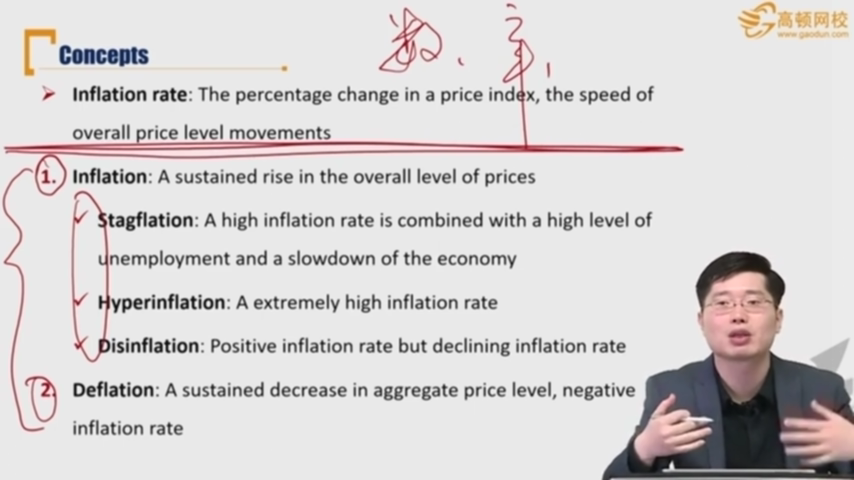 高顿网校
www.gaodun.com
数、率,
Concepts
Inflation rate: The percentage change in a price index, the speed of
overall price level movements
1. Inflation: A sustained rise in the overall level of prices
Stagflation: A high inflation rate is combined with a high level of
unemployment and a slowdown of the economy
Hyperinflation: A extremely high inflation rate
Disinflation: Positive inflation rate but declining inflation rate
2. Deflation: A sustained decrease in aggregate price level, negative
inflation rate